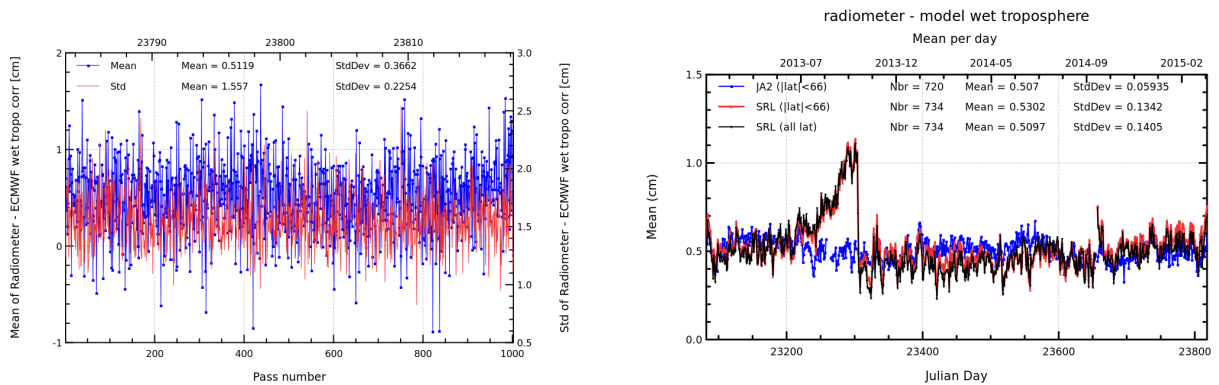 23790 23800 23810
2 3.0
Mean Mean = 0.5119 StdDev = 0.3662
Std Mean = 1.557 StdDev = 0.2254
2.5
1 2.0
0 1.5
1.0
-1 0.5
200 400 600 800 1000
Pass number
Mean of Radiometer - ECMWF wet tropo corr [cm]
Std of Radiometer - ECMWF wet tropo corr [cm]
radiometer - model wet troposphere
Mean per day
2013-07 2013-12 2014-05 2014-09 2015-02
1.5
JA2 (|lat|<66) Nbr = 720 Mean = 0.507 StdDev = 0.05935
SRL (|lat|<66) Nbr = 734 Mean = 0.5302 StdDev = 0.1342
SRL (all lat) Nbr = 734 Mean = 0.5097 StdDev = 0.1405
1.0
0.5
0.0
23200 23400 23600 23800
Julian Day
Mean (cm)